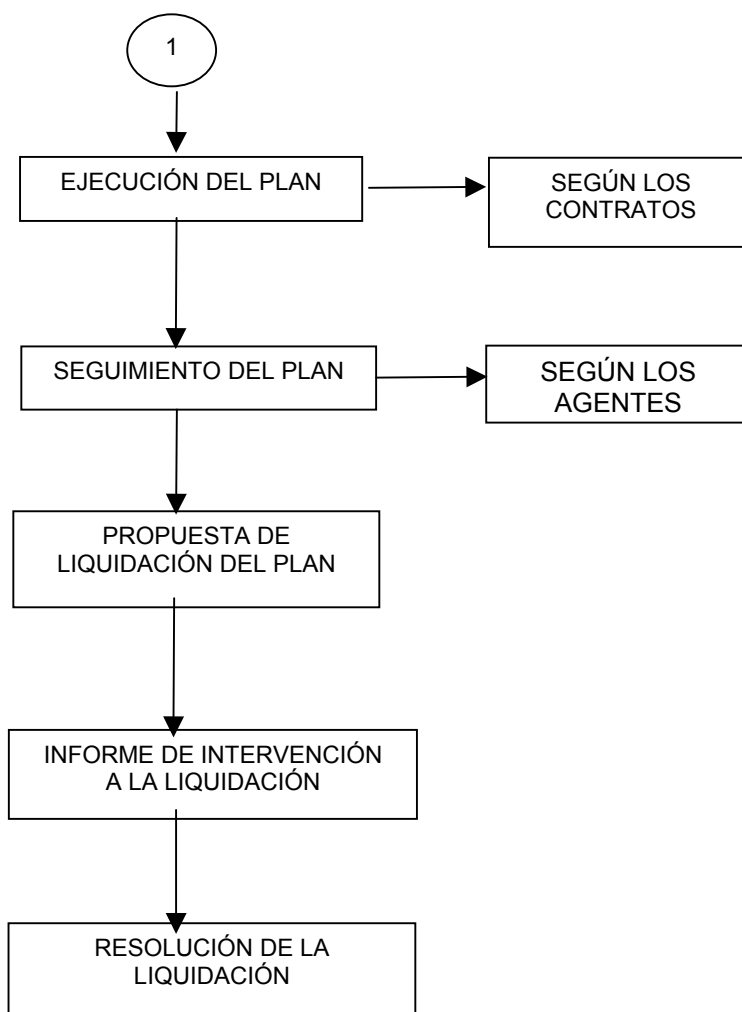 1
EJECUCIÓN DEL PLAN
SEGÚN LOS
CONTRATOS
SEGUIMIENTO DEL PLAN
SEGÚN LOS
AGENTES
PROPUESTA DE
LIQUIDACIÓN DEL PLAN
INFORME DE INTERVENCIÓN
A LA LIQUIDACIÓN
RESOLUCIÓN DE LA
LIQUIDACIÓN